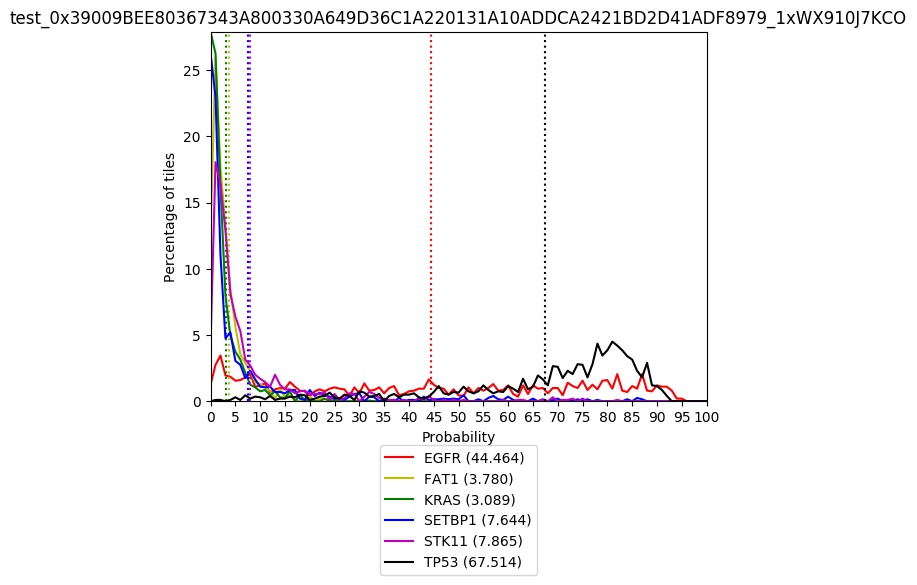 test_0x39009BEE80367343A800330A649D36C1A220131A10ADDCA2421BD2D41ADF8979_1xWX910J7KCO
25
20
15
10
5
0
Percentage of tiles
0 5 10 15 20 25 30 35 40 45 50 55 60 65 70 75 80 85 90 95 100
Probability
EGFR (44.464)
FAT1 (3.780)
KRAS (3.089)
SETBP1 (7.644)
STK11 (7.865)
TP53 (67.514)